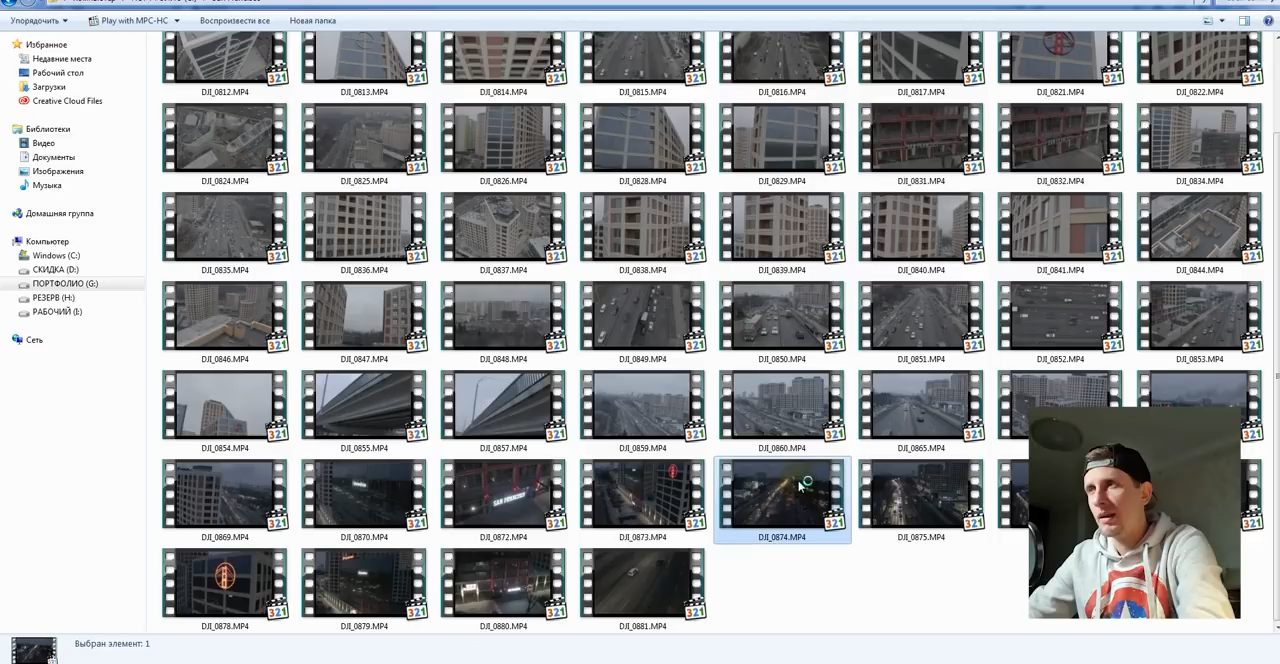 Упорядочить
Play with MPC-HC
Воспроизвести все
Новая папка
Избранное
Недавние места
Рабочий стол
Загрузки
Creative Cloud Files
Библиотеки
Видео
Документы
Изображения
Музыка
Домашняя группа
Компьютер
Windows (C:)
СКИДКА (D:)
ПОРТФОЛИО (G:)
РЕЗЕРВ (H:)
РАБОЧИЙ (I:)
Сеть
DJI_0812.MP4 DJI_0813.MP4 DJI_0814.MP4 DJI_0815.MP4 DJI_0816.MP4 DJI_0817.MP4 DJI_0821.MP4 DJI_0822.MP4
DJI_0824.MP4 DJI_0825.MP4 DJI_0826.MP4 DJI_0828.MP4 DJI_0829.MP4 DJI_0831.MP4 DJI_0832.MP4 DJI_0834.MP4
DJI_0835.MP4 DJI_0836.MP4 DJI_0837.MP4 DJI_0838.MP4 DJI_0839.MP4 DJI_0840.MP4 DJI_0841.MP4 DJI_0844.MP4
DJI_0846.MP4 DJI_0847.MP4 DJI_0848.MP4 DJI_0849.MP4 DJI_0850.MP4 DJI_0851.MP4 DJI_0852.MP4 DJI_0853.MP4
DJI_0854.MP4 DJI_0855.MP4 DJI_0857.MP4 DJI_0859.MP4 DJI_0860.MP4 DJI_0865.MP4
DJI_0869.MP4 DJI_0870.MP4 DJI_0872.MP4 DJI_0873.MP4 DJI_0874.MP4 DJI_0875.MP4
DJI_0878.MP4 DJI_0879.MP4 DJI_0880.MP4 DJI_0881.MP4
Выбран элемент: 1